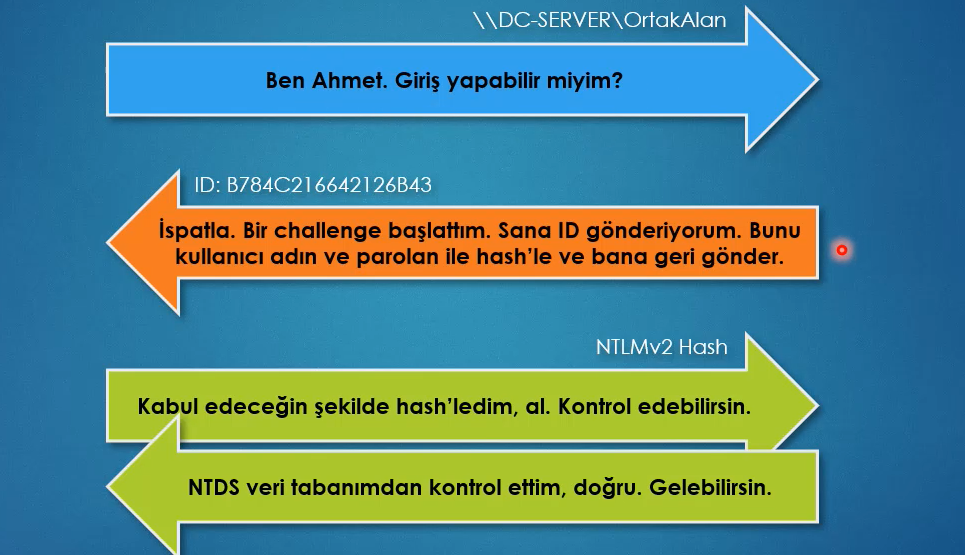 \\DC-SERVER\OrtakAlan
Ben Ahmet. Giriş yapabilir miyim?
ID: B784C216642126B43
İspatla. Bir challenge başlattım. Sana ID gönderiyorum. Bunu
kullanıcı adın ve parolan ile hash'le ve bana geri gönder.
NTLMv2 Hash
Kabul edeceğin şekilde hash'ledim, al. Kontrol edebilirsin.
NTDS veri tabanımdan kontrol ettim, doğru. Gelebilirsin.